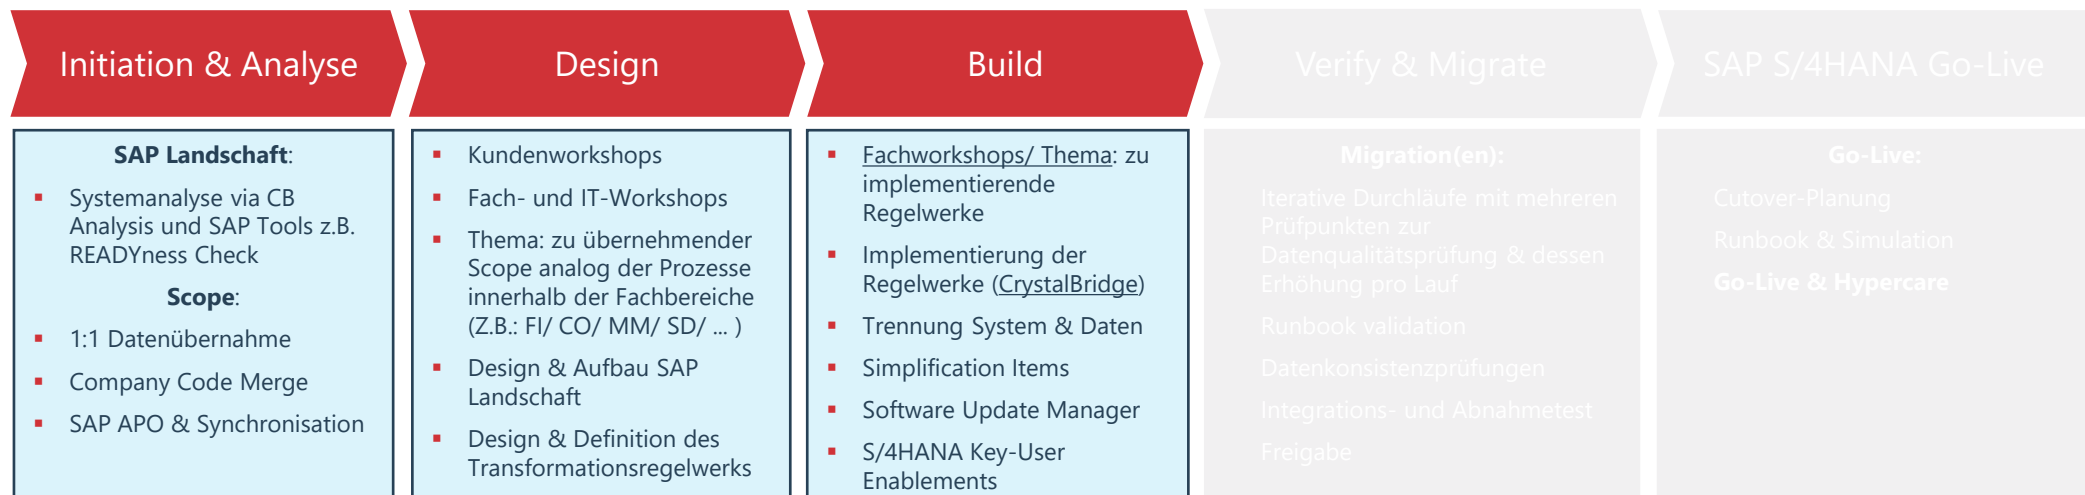 Initiation & Analyse
Design
Build
Verify & Migrate
SAP S/4HANA Go-Live
SAP Landschaft:
Systemanalyse via CB
Analysis und SAP Tools z.B.
READYness Check
Scope:
1:1 Datenübernahme
Company Code Merge
SAP APO & Synchronisation
Kundenworkshops
Fach- und IT-Workshops
Thema: zu übernehmender
Scope analog der Prozesse
innerhalb der Fachbereiche
(Z.B.: FI/ CO/ MM/ SD/ ... )
Design & Aufbau SAP
Landschaft
Design & Definition des
Transformationsregelwerks
Fachworkshops/ Thema: zu
implementierende
Regelwerke
Implementierung der
Regelwerke (CrystalBridge)
Trennung System & Daten
Simplification Items
Software Update Manager
S/4HANA Key-User
Enablements
Migration(en):
Iterative Durchläufe mit mehreren
Prüfpunkten zur
Datenqualitätsprüfung & dessen
Erhöhung pro Lauf
Runbook validation
Datenkonsistenzprüfungen
Integrations- und Abnahmetest
Freigabe
Go-Live:
Cutover-Planung
Runbook & Simulation
Go-Live & Hypercare